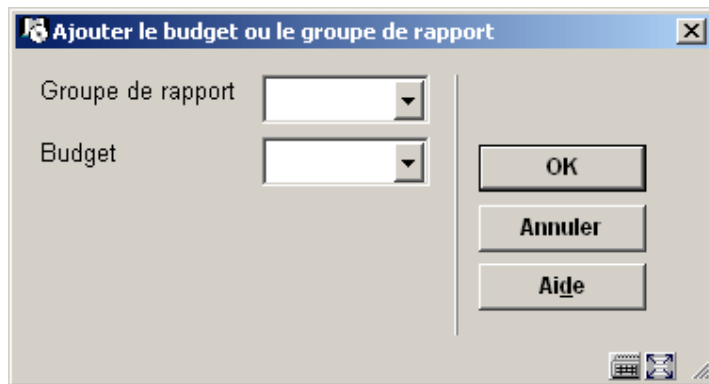 Ajouter le budget ou le groupe de rapport
Groupe de rapport
Budget
OK
Annuler
Aide